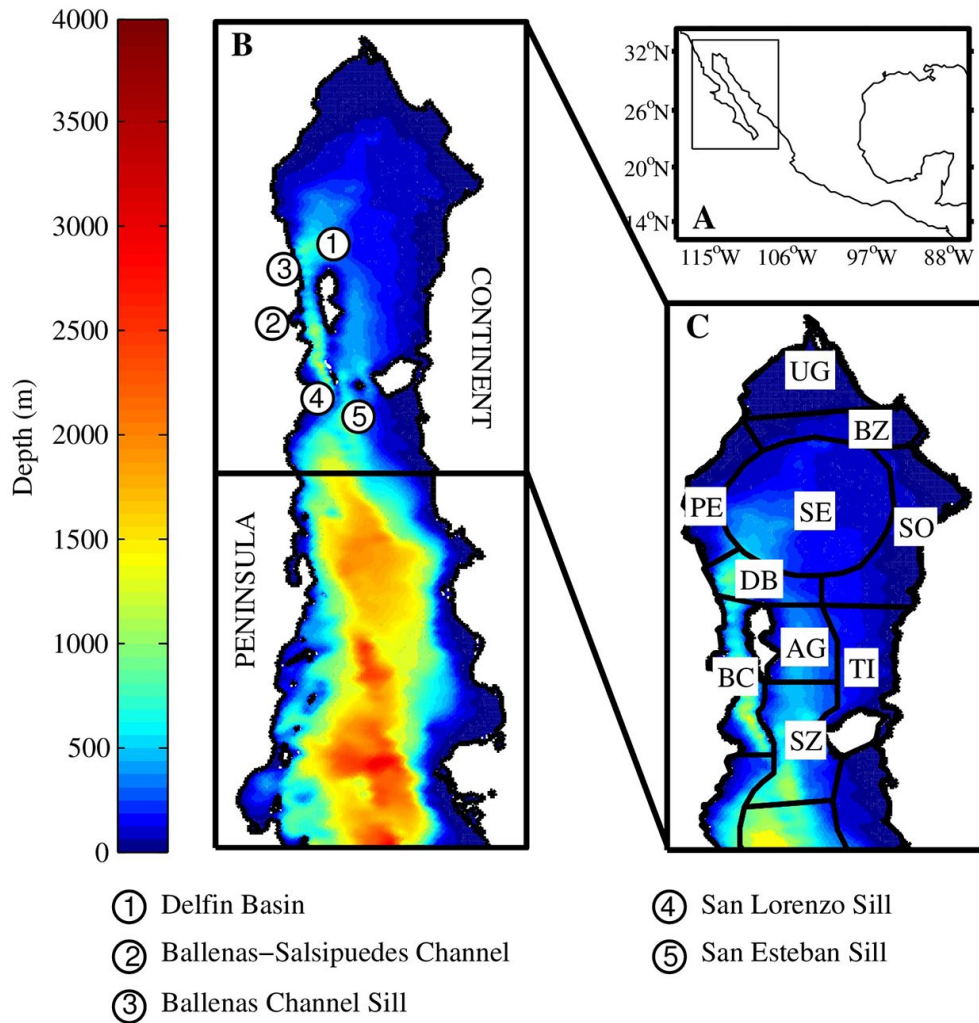 4000
3500
3000
2500
2000
1500
1000
500
0
Depth (m)
B
1
3
2
4
5
CONTINENT
PENINSULA
32°N
26°N
20°N
14°N
A
115°W 106°W 97°W 88°W
C
UG
BZ
PE
SE
SO
DB
AG
BC
TI
SZ
1 Delfin Basin
2 Ballenas−Salsipuedes Channel
3 Ballenas Channel Sill
4 San Lorenzo Sill
5 San Esteban Sill